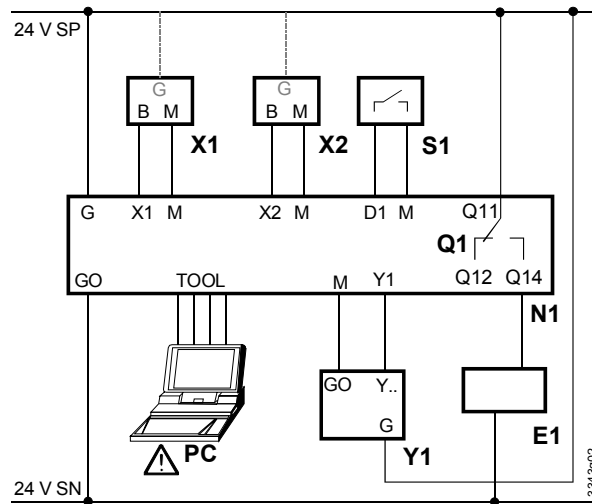 24 V SP
G G
B M B M
X1 X2 S1
G X1 M X2 M D1 M Q11
Q1
GO TOOL M Y1 Q12 Q14
N1
GO Y..
G
PC Y1 E1
24 V SN